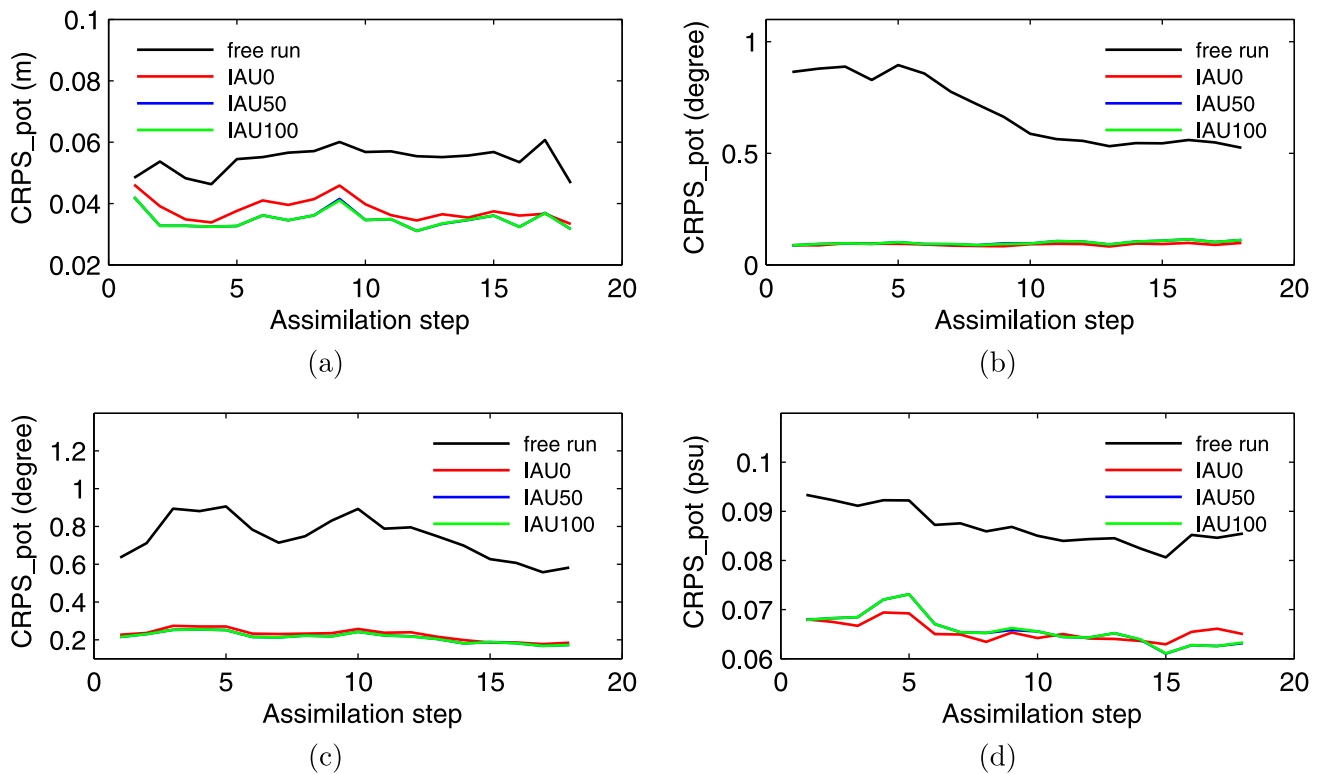 0.1
0.08
0.06
0.04
0.02
CRPS_pot (m)
free run
IAU0
IAU50
IAU100
0
5
10
15
20
Assimilation step
(a)
1
0.5
0
CRPS_pot (degree)
free run
IAU0
IAU50
IAU100
0
5
10
15
20
Assimilation step
(b)
1.2
1
0.8
0.6
0.4
0.2
CRPS_pot (degree)
free run
IAU0
IAU50
IAU100
0
5
10
15
20
Assimilation step
(c)
0.1
0.09
0.08
0.07
0.06
CRPS_pot (psu)
free run
IAU0
IAU50
IAU100
0
5
10
15
20
Assimilation step
(d)